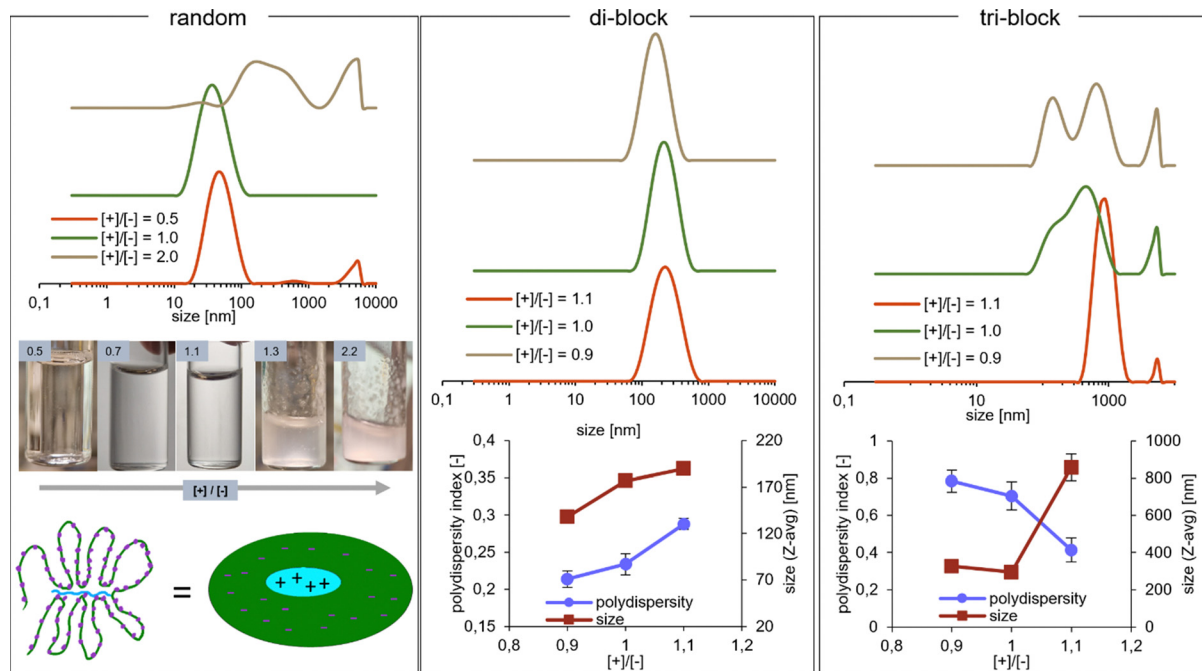 random
[+]/[-] = 0.5
[+]/[-] = 1.0
[+]/[-] = 2.0
0,1 1 10 100 1000 10000
size [nm]
0.5 0.7 1.1 1.3 2.2
[+] / [-]
=
+ + + +
di-block
[+]/[-] = 1.1
[+]/[-] = 1.0
[+]/[-] = 0.9
0,1 1 10 100 1000 10000
size [nm]
polydispersity index [-]
0,4
0,35
0,3
0,25
0,2
0,15
220
170
120
70
20
size (Z-avg) [nm]
polydispersity
size
0,8 0,9 1 1,1 1,2
[+]/[-]
tri-block
[+]/[-] = 1.1
[+]/[-] = 1.0
[+]/[-] = 0.9
0,1 10 1000
size [nm]
polydispersity index [-]
1
0,8
0,6
0,4
0,2
0
1000
800
600
400
200
0
size (Z-avg) [nm]
polydispersity
size
0,8 0,9 1 1,1 1,2
[+]/[-]